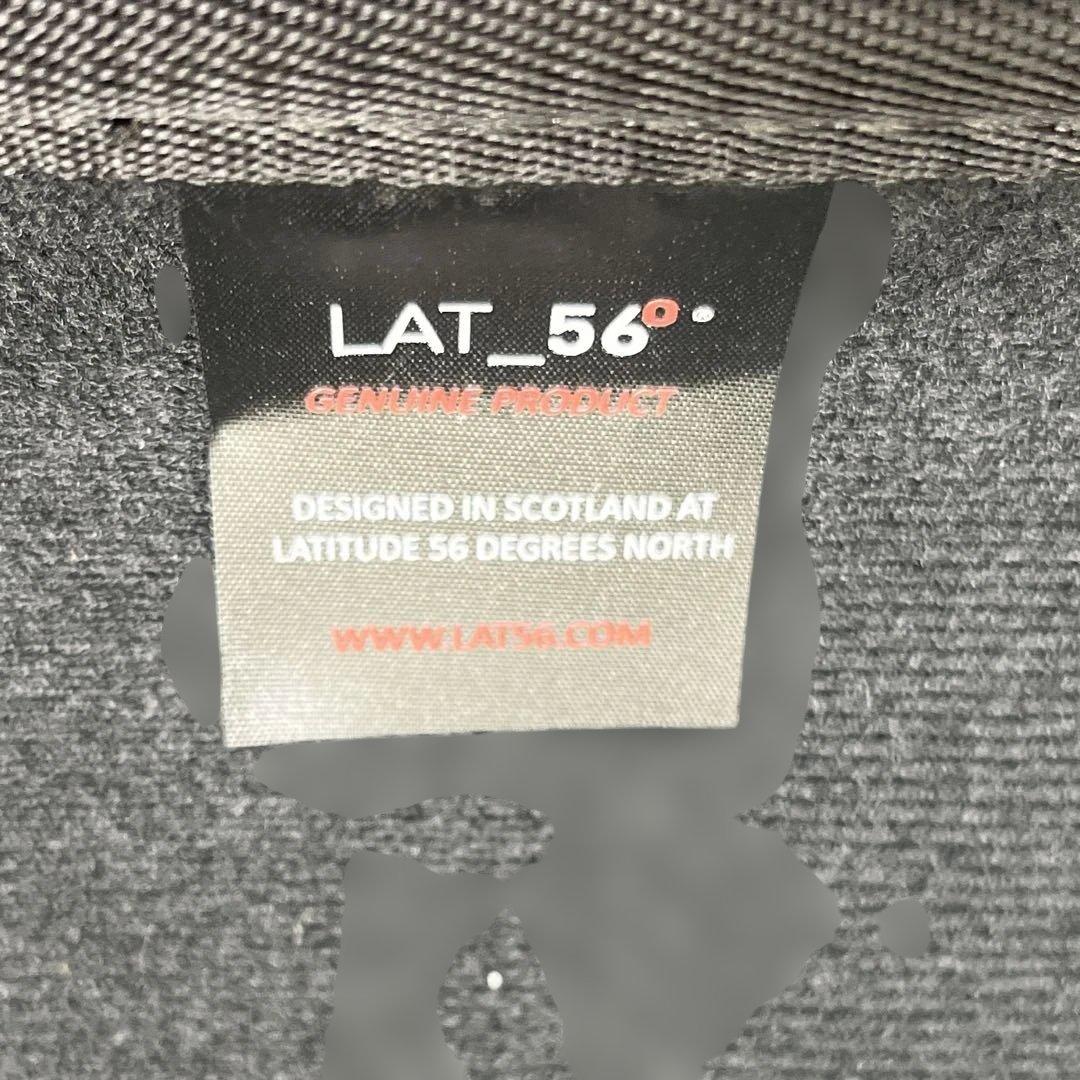 LAT_56° ®
GENUINE PRODUCT
DESIGNED IN SCOTLAND AT
LATITUDE 56 DEGREES NORTH
WWW.LAT56.COM